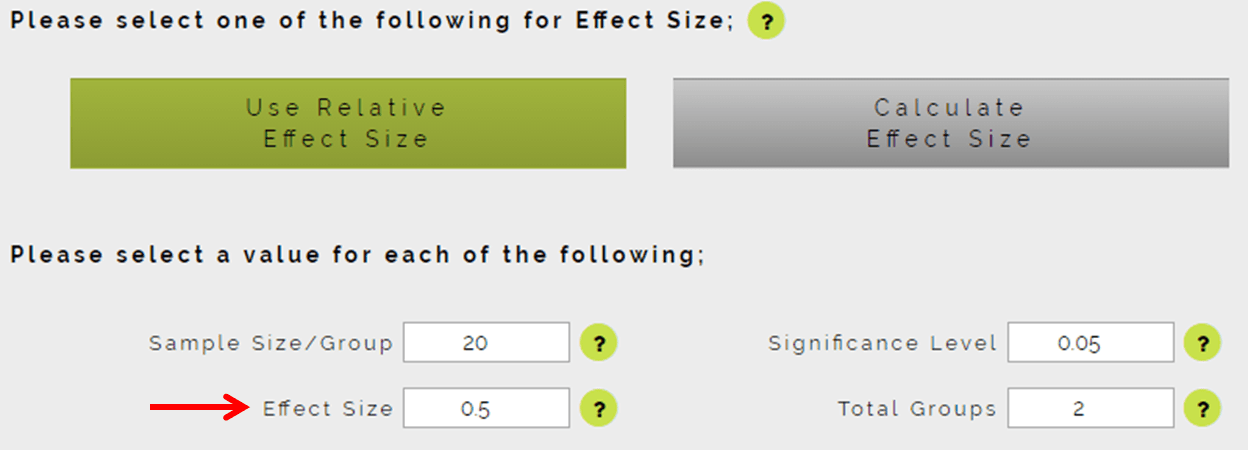 Please select one of the following for Effect Size; ?
Use Relative
Effect Size
Calculate
Effect Size
Please select a value for each of the following;
Sample Size/Group 20 ? Significance Level 0.05 ?
Effect Size 0.5 ? Total Groups 2 ?